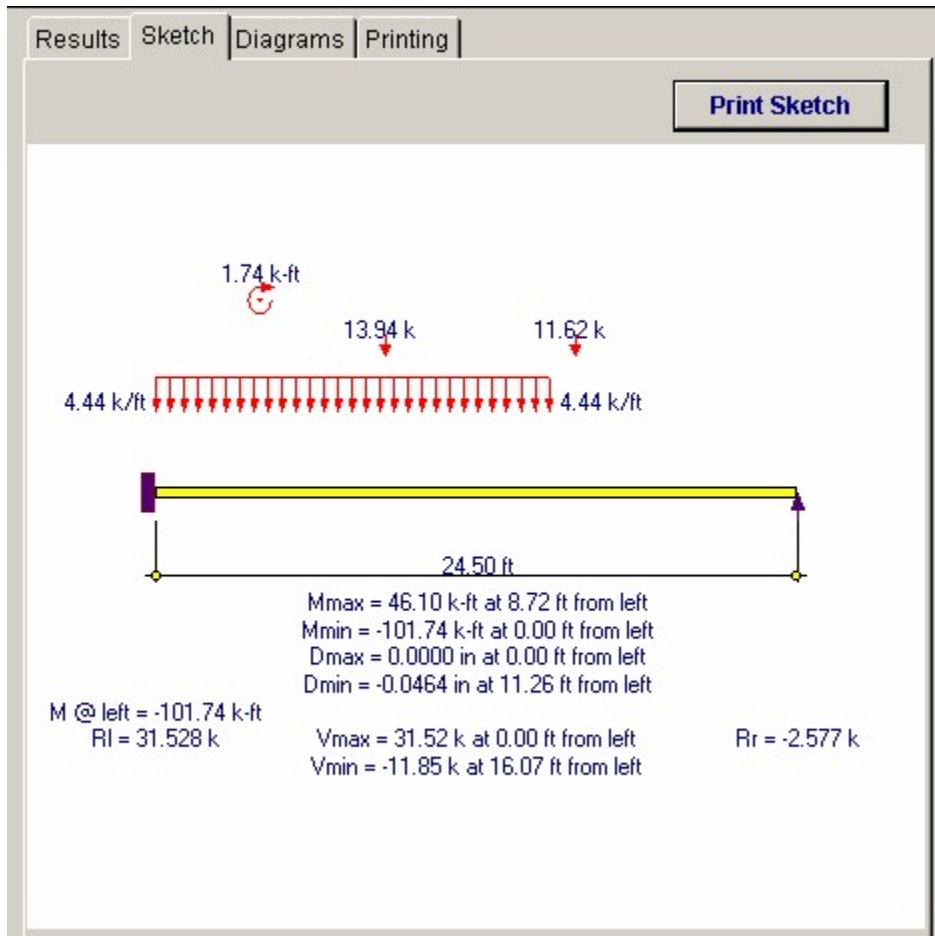 Results Sketch Diagrams Printing
Print Sketch
1.74 k-ft
13.94 k 11.62 k
4.44 k/ft 4.44 k/ft
24.50 ft
Mmax = 46.10 k-ft at 8.72 ft from left
Mmin = -101.74 k-ft at 0.00 ft from left
Dmax = 0.0000 in at 0.00 ft from left
Dmin = -0.0464 in at 11.26 ft from left
M @ left = -101.74 k-ft
Rl = 31.528 k Vmax = 31.52 k at 0.00 ft from left Rr = -2.577 k
Vmin = -11.85 k at 16.07 ft from left